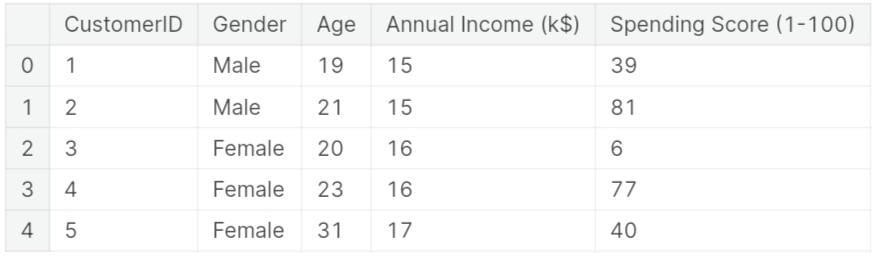 CustomerID Gender Age Annual Income (k$) Spending Score (1-100)
0 1 Male 19 15 39
1 2 Male 21 15 81
2 3 Female 20 16 6
3 4 Female 23 16 77
4 5 Female 31 17 40